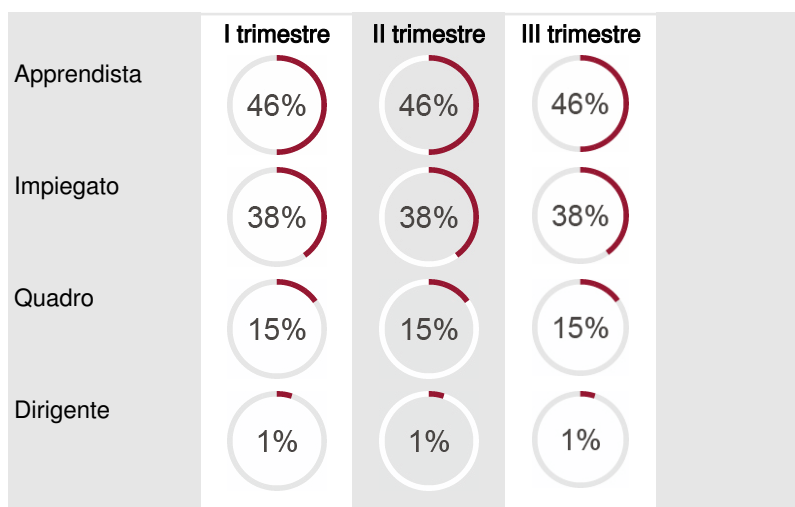 I trimestre II trimestre III trimestre
Apprendista 46% 46% 46%
Impiegato 38% 38% 38%
Quadro 15% 15% 15%
Dirigente 1% 1% 1%